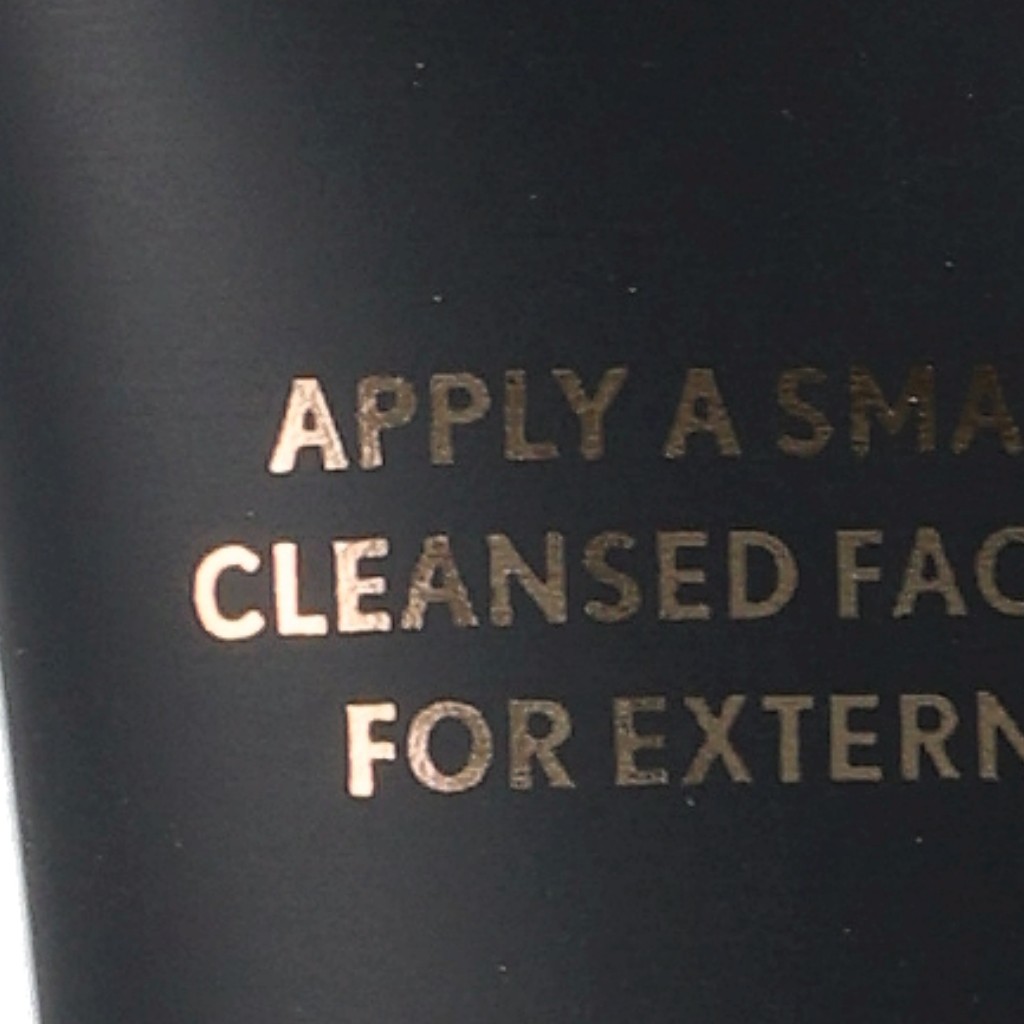 APPLY A SMA
CLEANSED FAC
FOR EXTERN